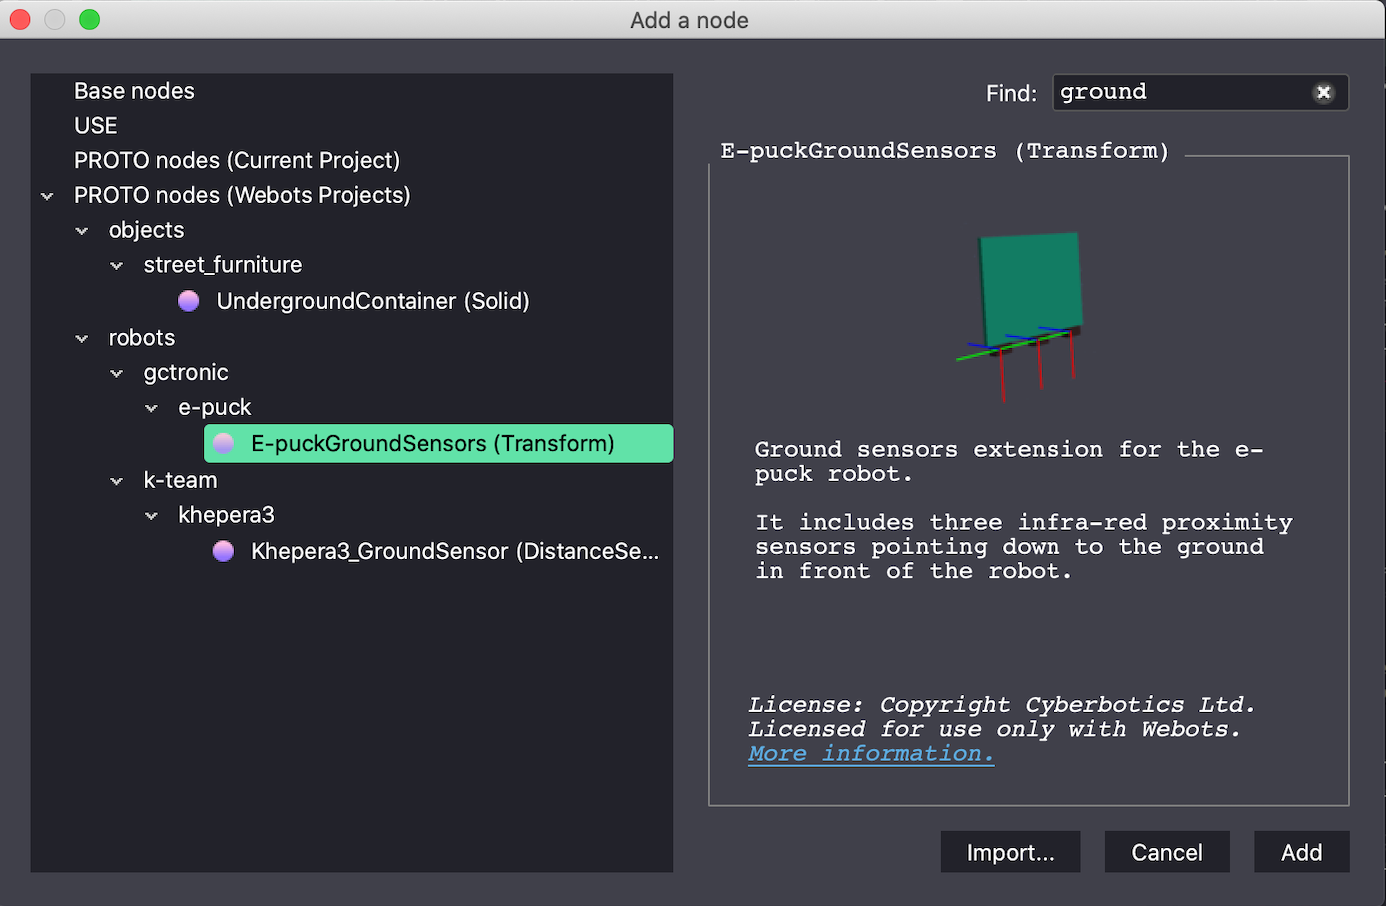 Add a node
Base nodes
USE
PROTO nodes (Current Project)
PROTO nodes (Webots Projects)
objects
street_furniture
UndergroundContainer (Solid)
robots
gctronic
e-puck
E-puckGroundSensors (Transform)
k-team
khepera3
Khepera3_GroundSensor (DistanceSe...
Find: ground
E-puckGroundSensors (Transform)
Ground sensors extension for the e-
puck robot.
It includes three infra-red proximity
sensors pointing down to the ground
in front of the robot.
License: Copyright Cyberbotics Ltd.
Licensed for use only with Webots.
More information.
Import... Cancel Add